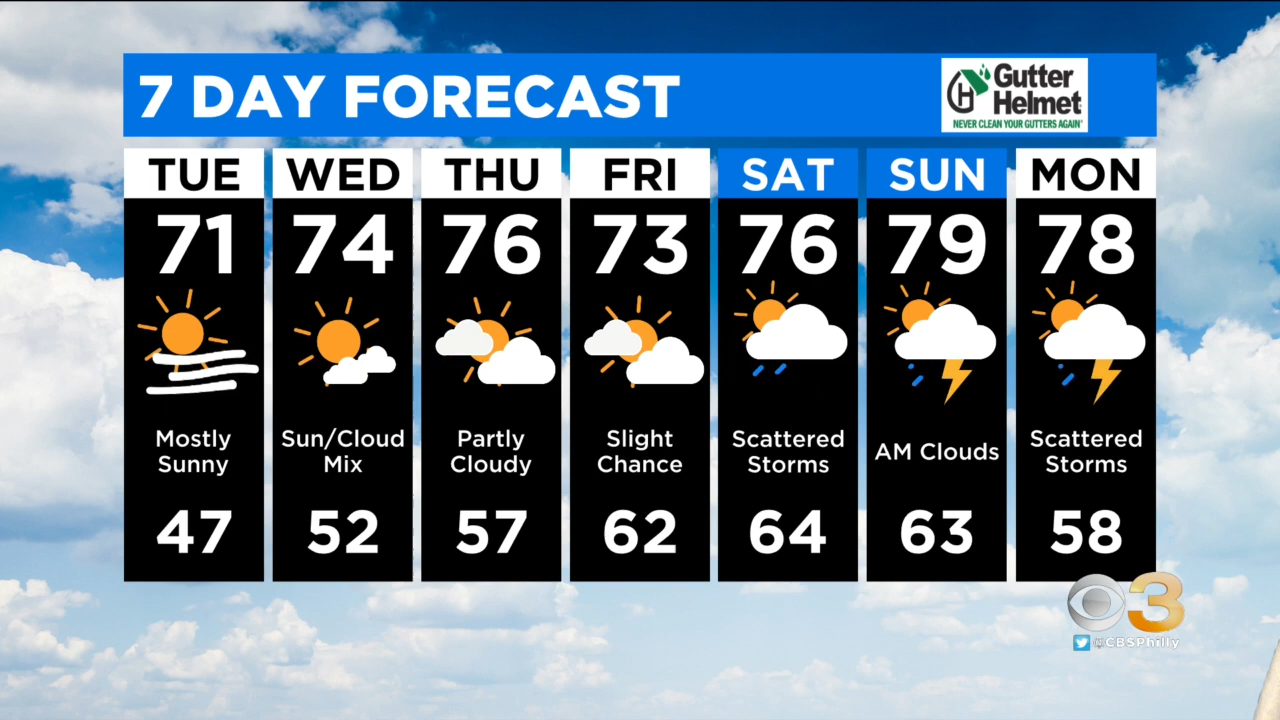 7 DAY FORECAST
Gutter
Helmet
NEVER CLEAN YOUR GUTTERS AGAIN®
TUE WED THU FRI SAT SUN MON
71 74 76 73 76 79 78
Mostly Sunny
Sun/Cloud Mix
Partly Cloudy
Slight Chance
Scattered Storms
AM Clouds
Scattered Storms
47 52 57 62 64 63 58
3
@CBSPhilly